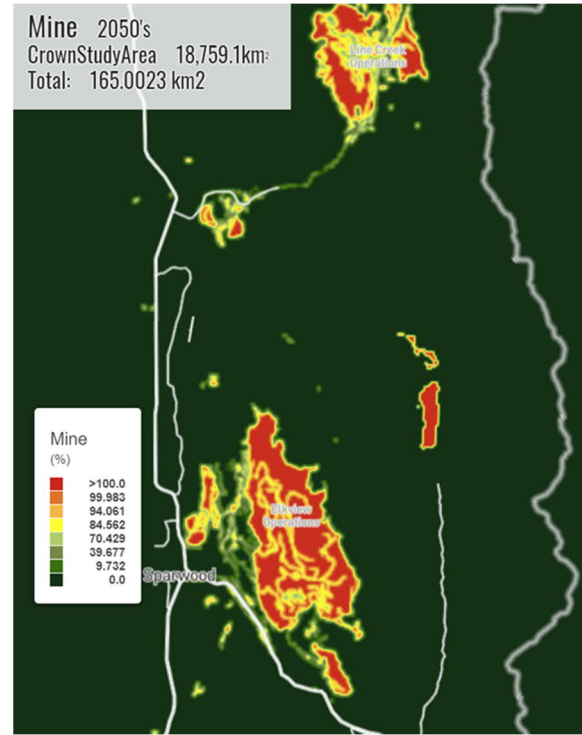 Mine 2050's
CrownStudyArea 18,759.1km²
Total: 165.0023 km2
Line Creek
Operations
Mine
(%)
>100.0
99.983
94.061
84.562
70.429
39.677
9.732
0.0
Elkview
Operations
Sparwood